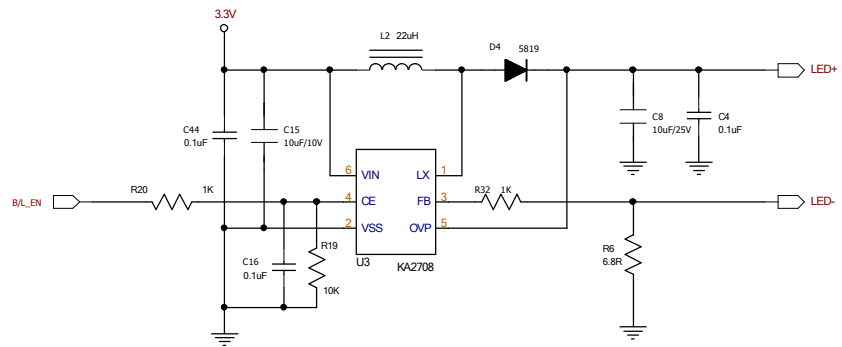 3.3V
L2 22uH
D4 5819
LED+
C44
0.1uF
C15
10uF/10V
C8
10uF/25V
C4
0.1uF
6 VIN LX 1
R20 1K
B/L_EN
4 CE FB 3
R32 1K
LED-
2 VSS OVP 5
R19
10K
C16
0.1uF
U3
KA2708
R6
6.8R